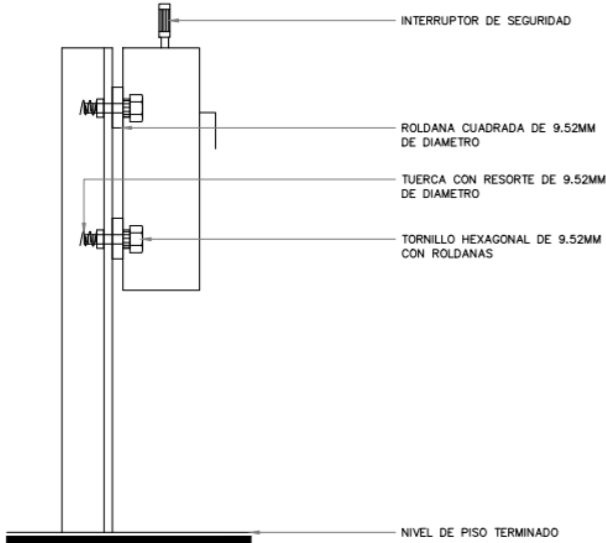 INTERRUPTOR DE SEGURIDAD
ROLDANA CUADRADA DE 9.52MM
DE DIAMETRO
TUERCA CON RESORTE DE 9.52MM
DE DIAMETRO
TORNILLO HEXAGONAL DE 9.52MM
CON ROLDANAS
NIVEL DE PISO TERMINADO